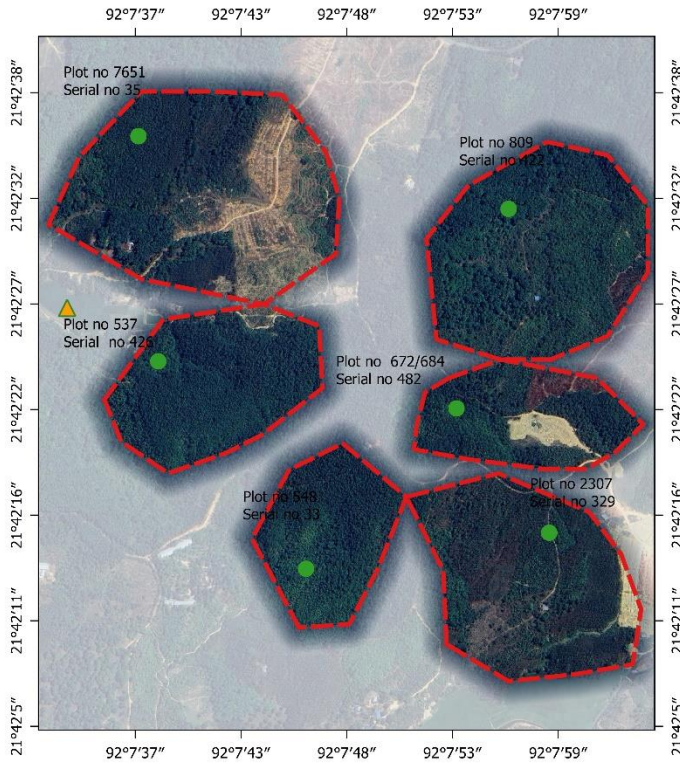 92°7′37″ 92°7′43″ 92°7′48″ 92°7′53″ 92°7′59″
21°42′38″ 21°42′38″
Plot no 7651
Serial no 35
Plot no 809
Serial no 422
21°42′32″ 21°42′32″
21°42′27″ 21°42′27″
Plot no 537
Serial no 426
Plot no 672/684
Serial no 482
21°42′22″ 21°42′22″
Plot no 2307
Serial no 329
Plot no 548
Serial no 33
21°42′16″ 21°42′16″
21°42′11″ 21°42′11″
21°42′5″ 21°42′5″
92°7′37″ 92°7′43″ 92°7′48″ 92°7′53″ 92°7′59″